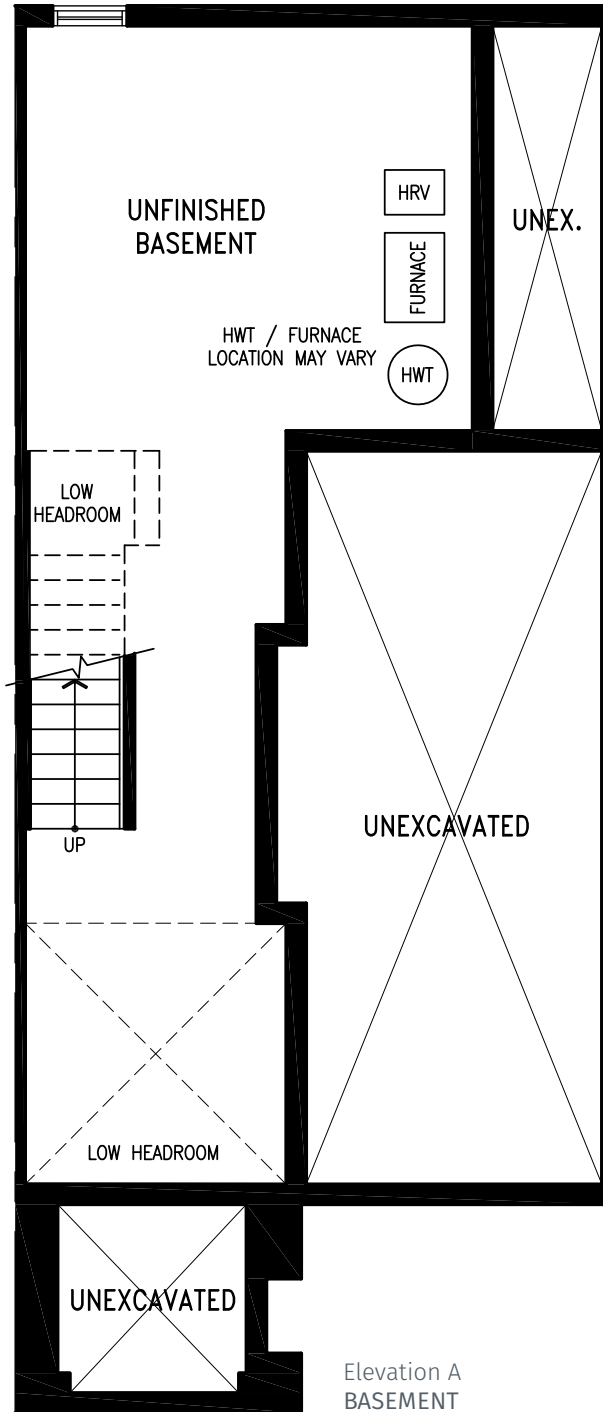 UNFINISHED
BASEMENT
HRV
UNEX.
FURNACE
HWT / FURNACE
LOCATION MAY VARY
HWT
LOW
HEADROOM
UP
UNEXCAVATED
LOW HEADROOM
UNEXCAVATED
Elevation A
BASEMENT